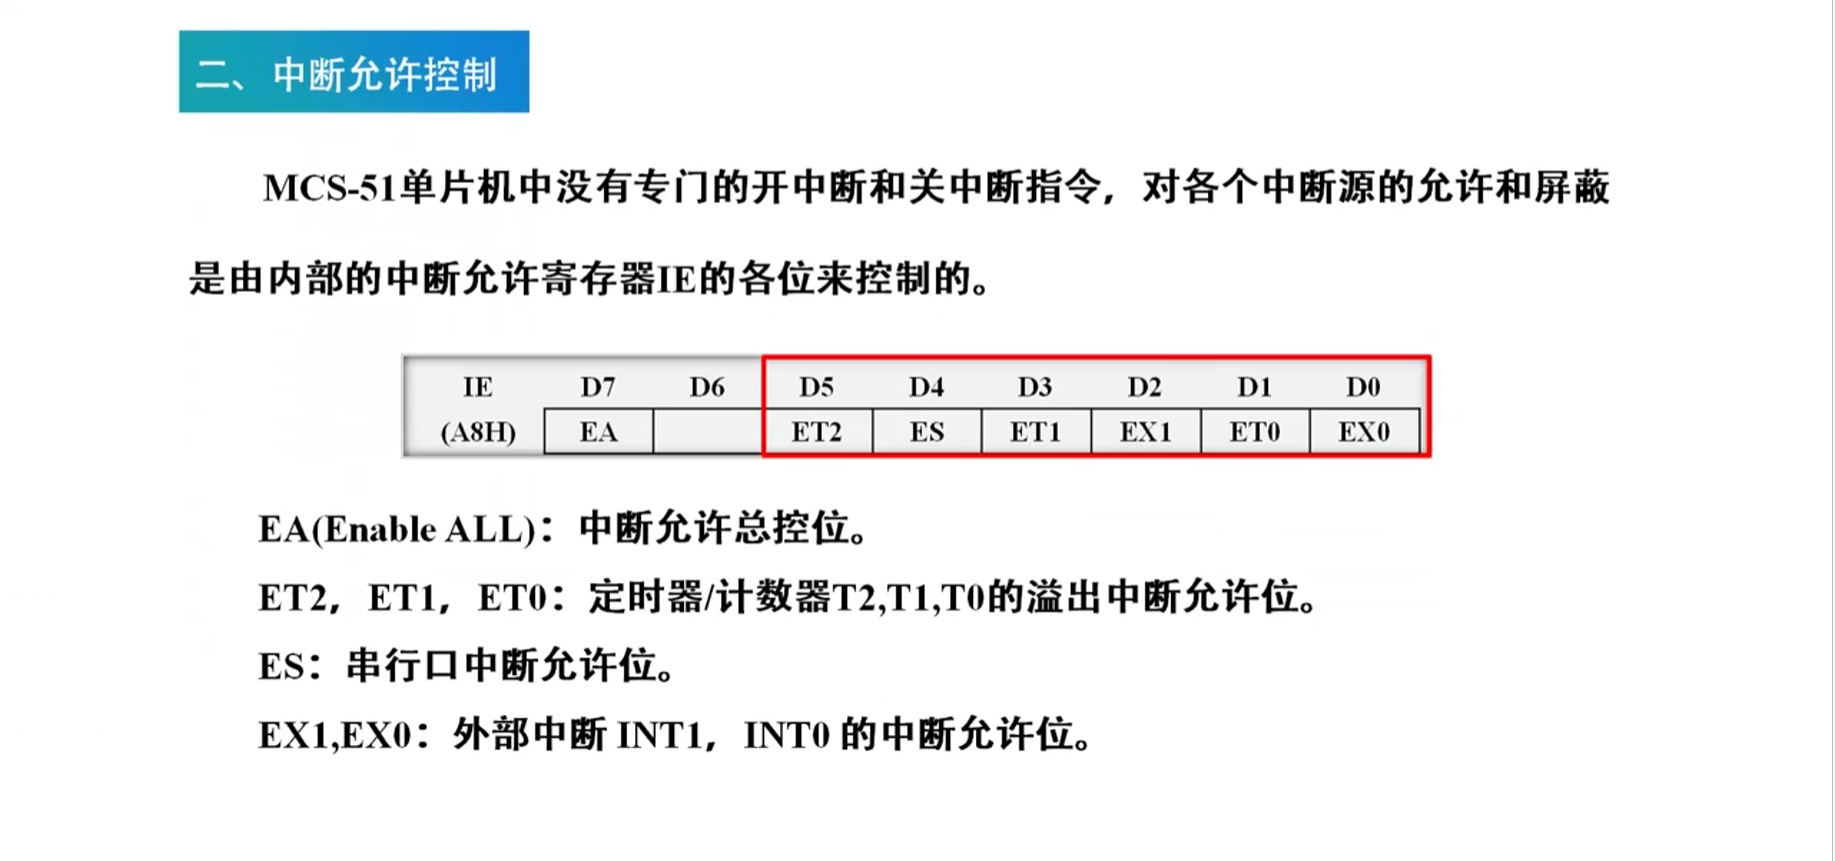 二、中断允许控制
MCS-51单片机中没有专门的开中断和关中断指令，对各个中断源的允许和屏蔽
是由内部的中断允许寄存器IE的各位来控制的。
IE D7 D6 D5 D4 D3 D2 D1 D0
(A8H) EA ET2 ES ET1 EX1 ET0 EX0
EA(Enable ALL)：中断允许总控位。
ET2，ET1，ET0：定时器/计数器T2,T1,T0的溢出中断允许位。
ES：串行口中断允许位。
EX1,EX0：外部中断 INT1，INT0 的中断允许位。